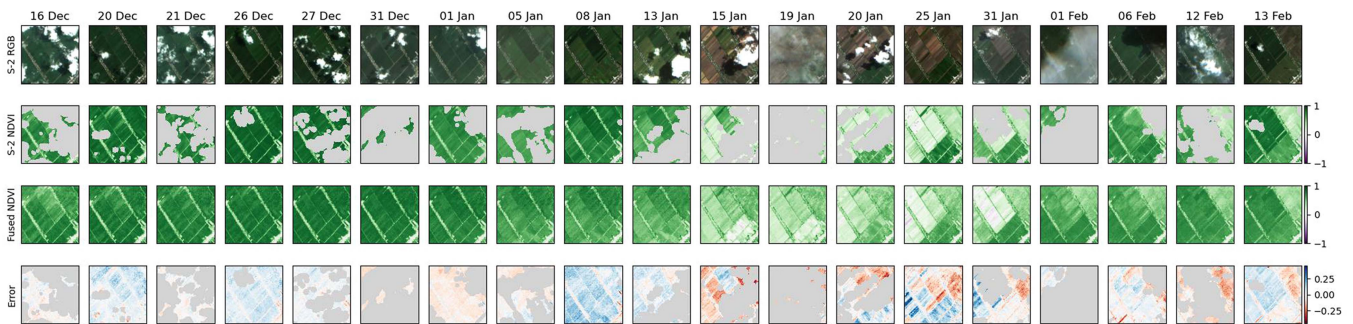 16 Dec 20 Dec 21 Dec 26 Dec 27 Dec 31 Dec 01 Jan 05 Jan 08 Jan 13 Jan 15 Jan 19 Jan 20 Jan 25 Jan 31 Jan 01 Feb 06 Feb 12 Feb 13 Feb
S-2 RGB
S-2 NDVI
1
0
−1
Fused NDVI
1
0
−1
Error
0.25
0.00
−0.25